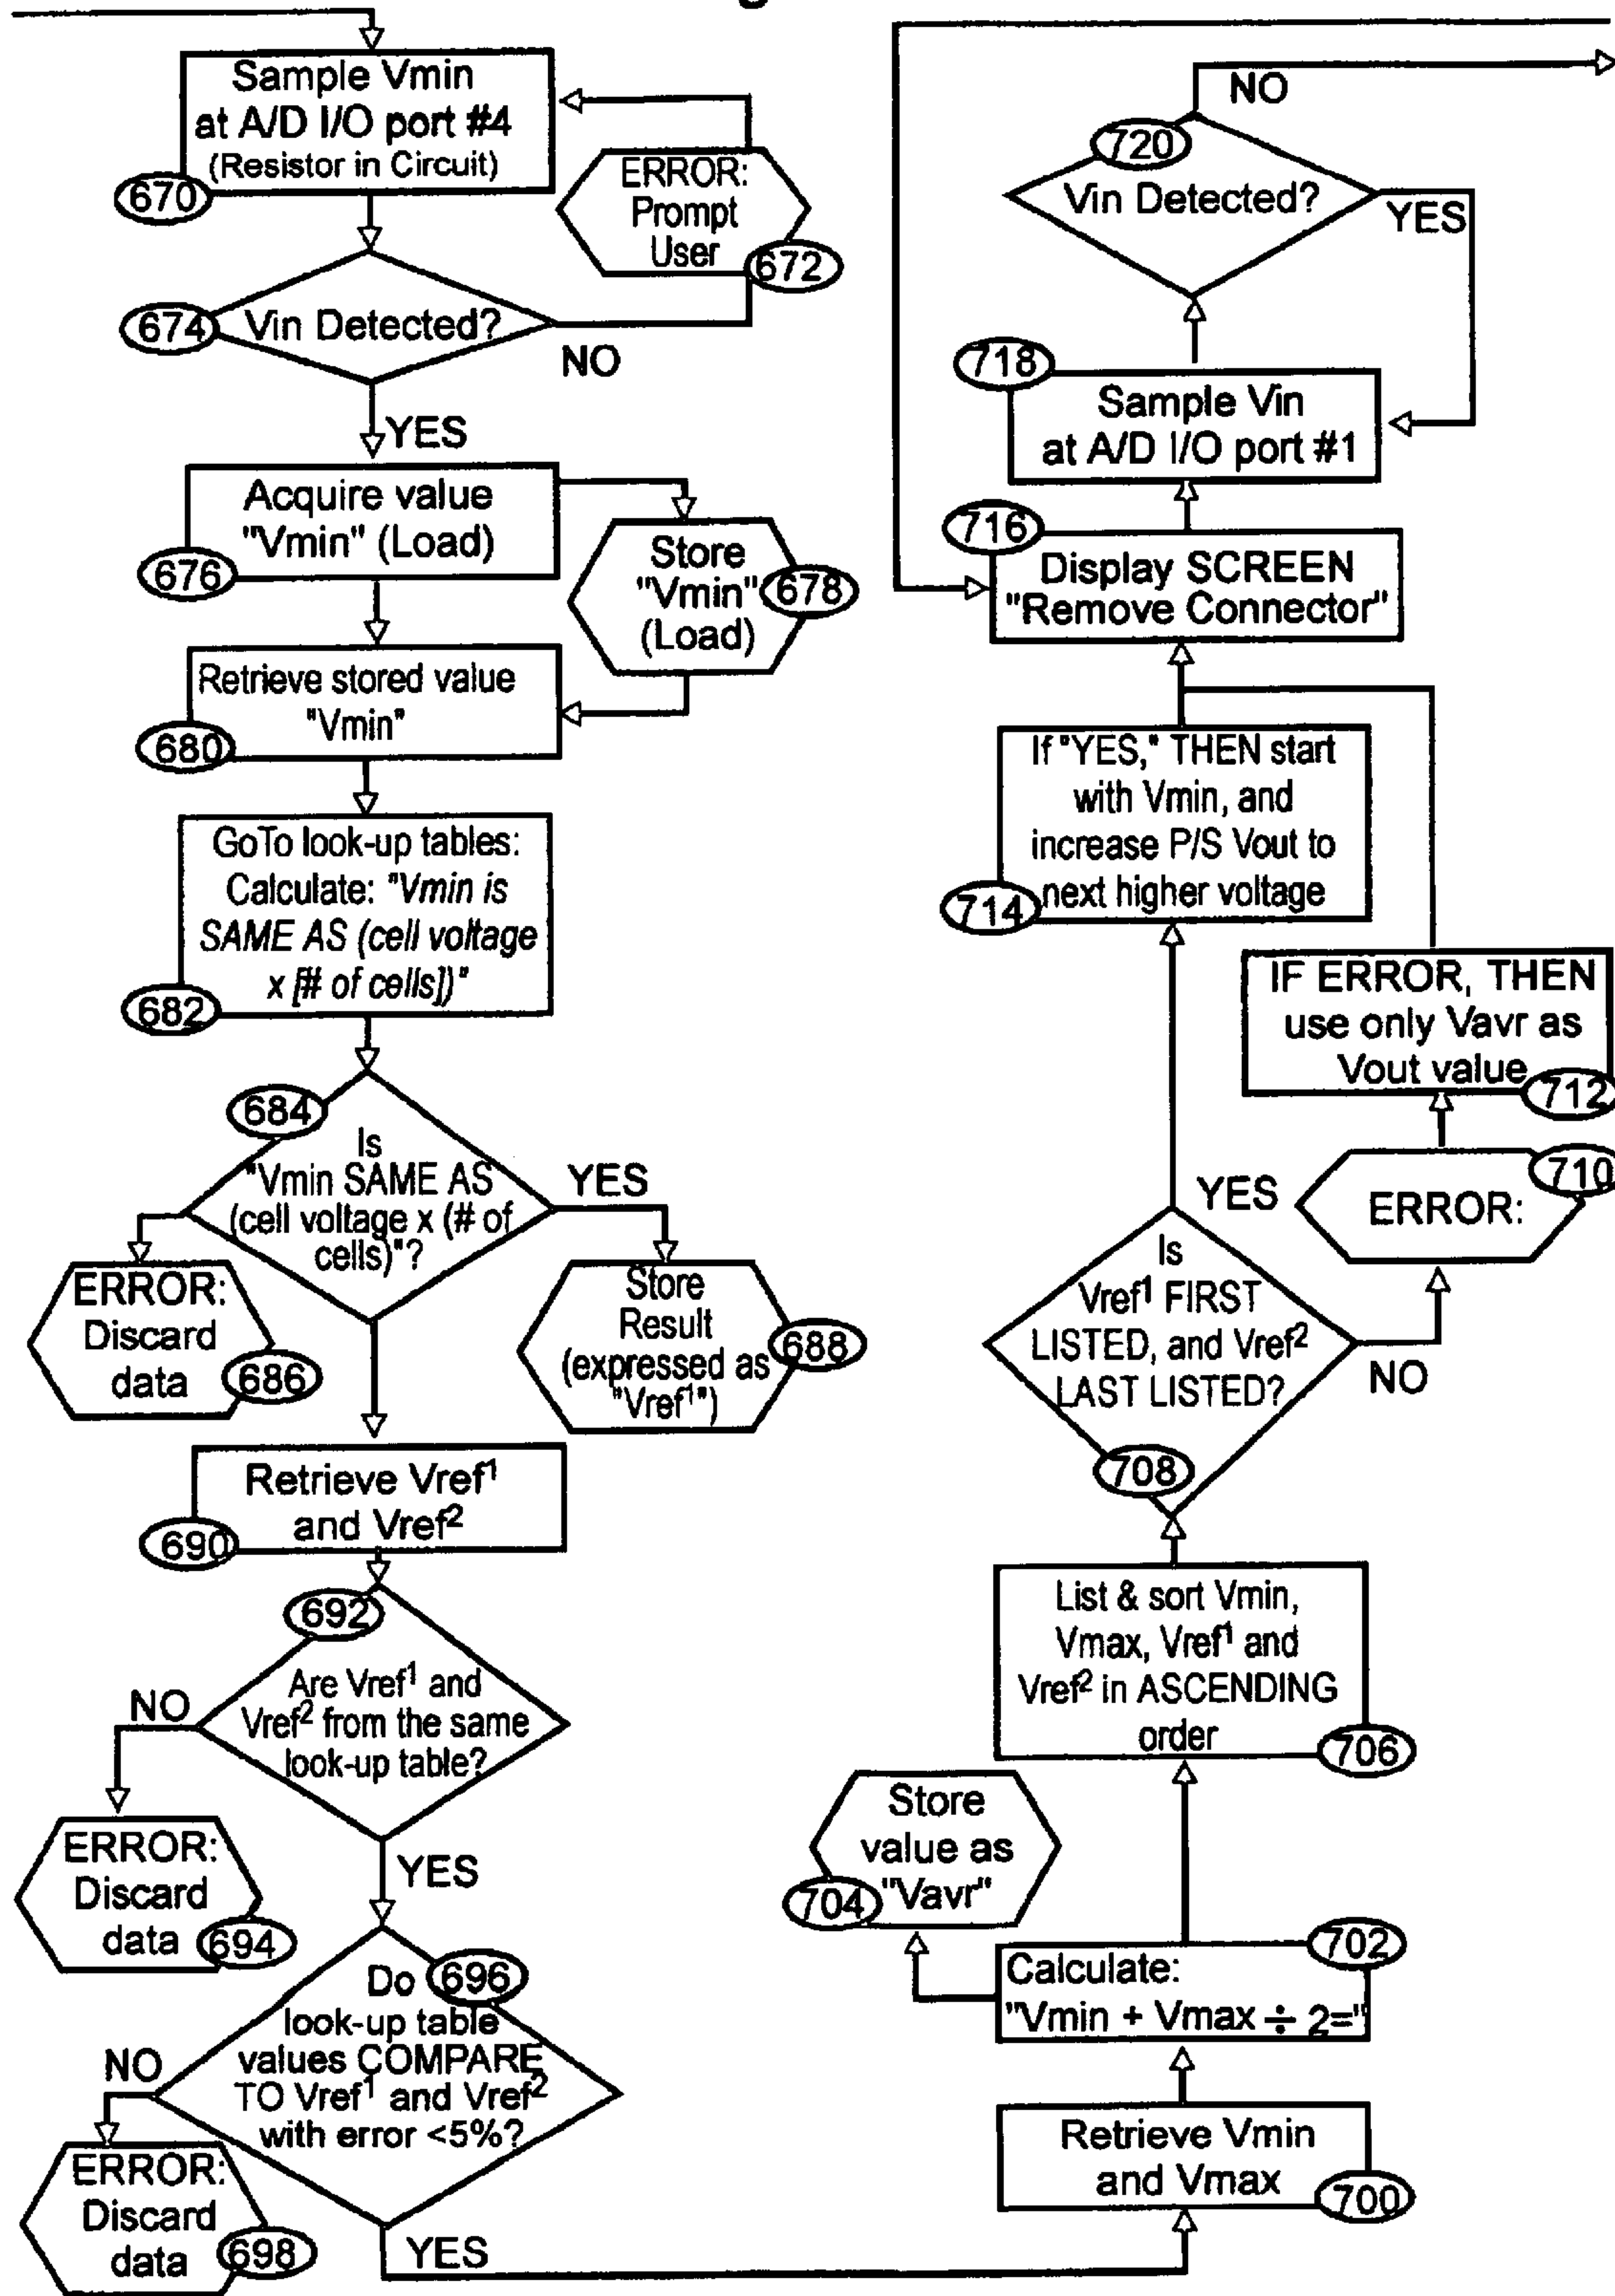 Sample Vmin
at A/D I/O port #4
(Resistor in Circuit)
670
ERROR:
Prompt
User
672
674
Vin Detected?
NO
YES
Acquire value
"Vmin" (Load)
676
Store
"Vmin"
(Load)
678
Retrieve stored value
"Vmin"
680
GoTo look-up tables:
Calculate: "Vmin is
SAME AS (cell voltage
x [# of cells])"
682
684
Is
"Vmin SAME AS
(cell voltage x (# of
cells)"?
YES
ERROR:
Discard
data
686
Store
Result
(expressed as
"Vref¹")
688
Retrieve Vref¹
and Vref²
690
692
Are Vref¹ and
Vref² from the same
look-up table?
NO
ERROR:
Discard
data
694
YES
Do
696
look-up table
values COMPARE
TO Vref¹ and Vref²
with error <5%?
NO
ERROR:
Discard
data
698
YES
NO
720
Vin Detected?
YES
718
Sample Vin
at A/D I/O port #1
716
Display SCREEN
"Remove Connector"
If "YES," THEN start
with Vmin, and
increase P/S Vout to
next higher voltage
714
IF ERROR, THEN
use only Vavr as
Vout value
712
710
ERROR:
YES
Is
Vref¹ FIRST
LISTED, and Vref²
LAST LISTED?
NO
708
List & sort Vmin,
Vmax, Vref¹ and
Vref² in ASCENDING
order
706
Store
value as
"Vavr"
704
702
Calculate:
"Vmin + Vmax ÷ 2="
Retrieve Vmin
and Vmax
700